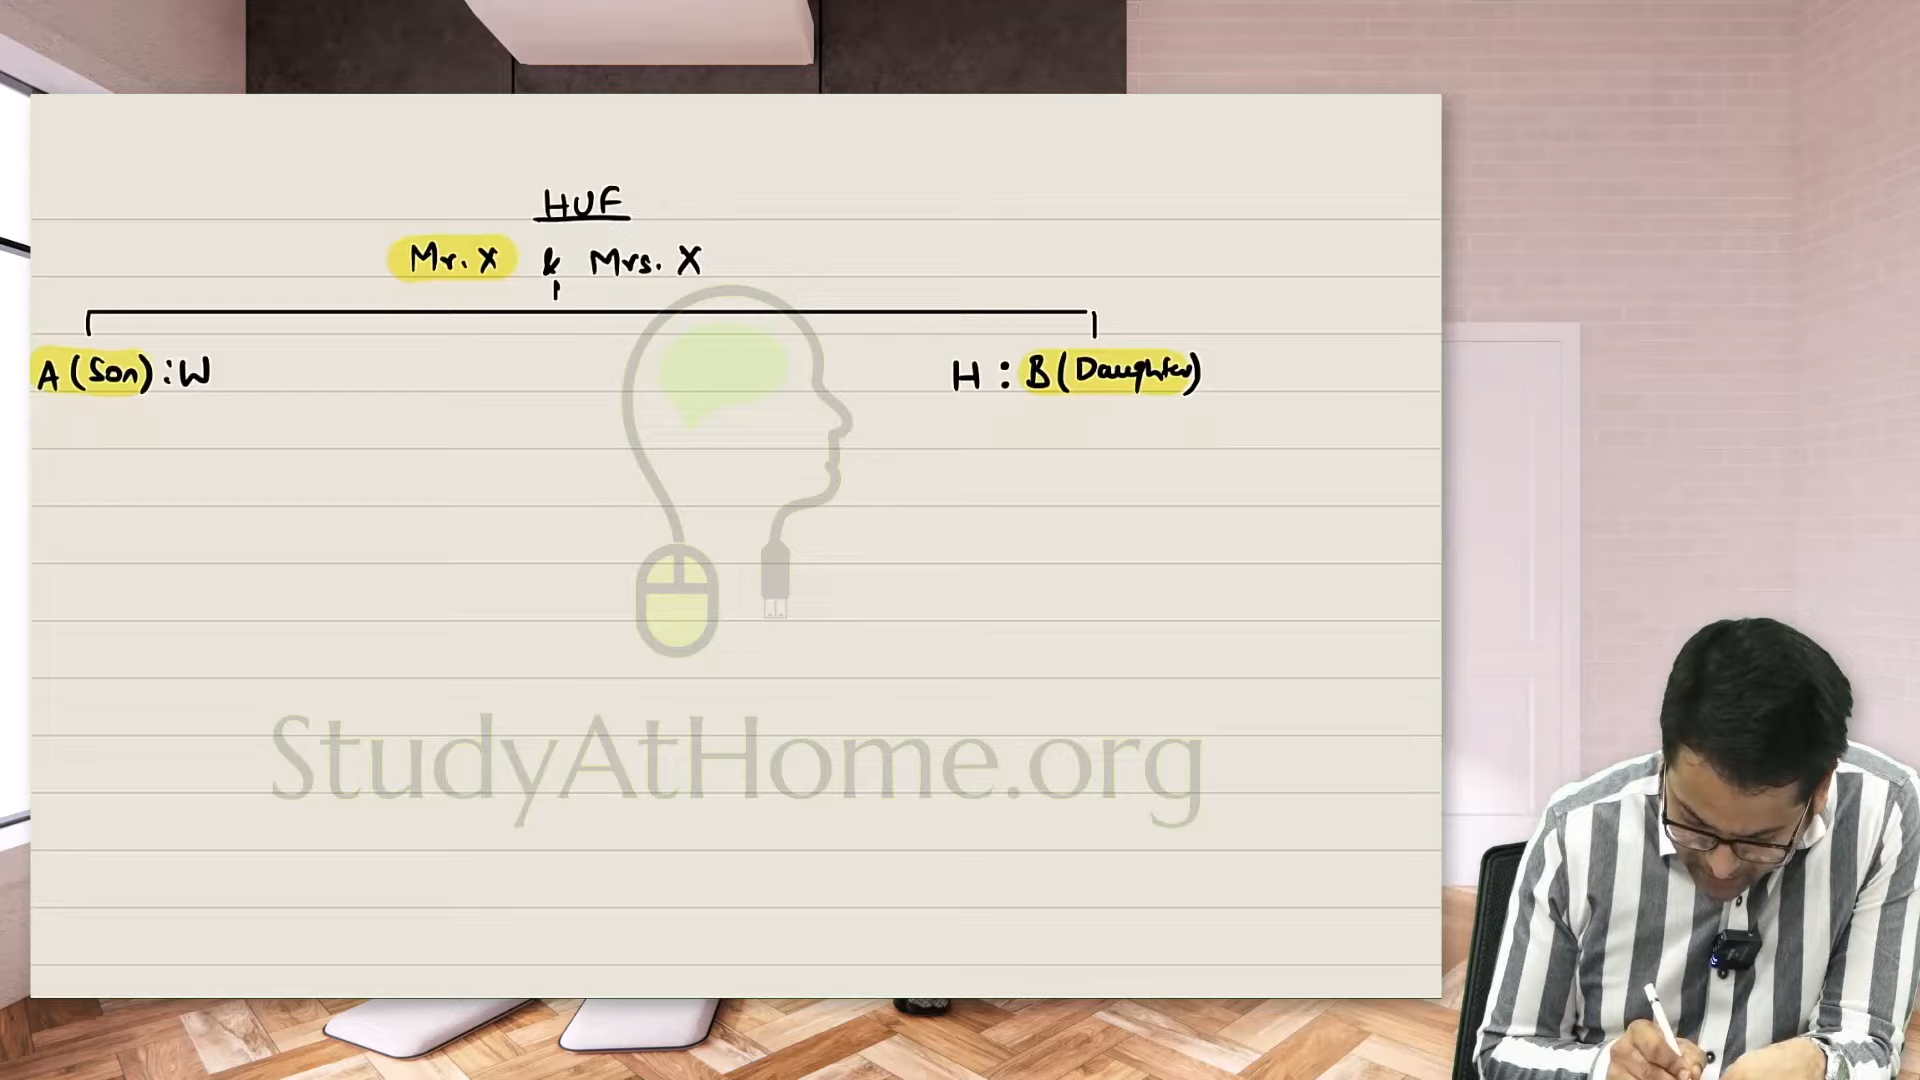 HUF
Mr. X & Mrs. X
A (Son) : W
H : B (Daughter)
StudyAtHome.org